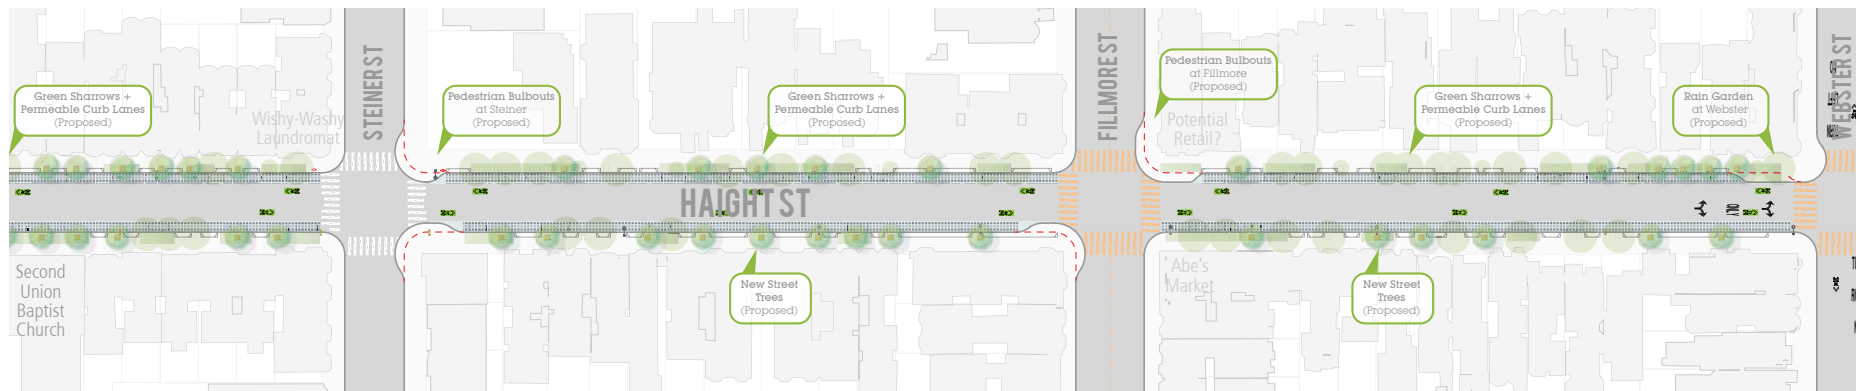 Green Sharrows +
Permeable Curb Lanes
(Proposed)
Wishy-Washy
Laundromat
STEINER ST
Pedestrian Bulbouts
at Steiner
(Proposed)
Green Sharrows +
Permeable Curb Lanes
(Proposed)
FILLMORE ST
Pedestrian Bulbouts
at Fillmore
(Proposed)
Potential
Retail?
Green Sharrows +
Permeable Curb Lanes
(Proposed)
Rain Garden
at Webster
(Proposed)
WEBSTER ST
HAIGHT ST
ONLY
Second
Union
Baptist
Church
New Street
Trees
(Proposed)
Abe's
Market
New Street
Trees
(Proposed)